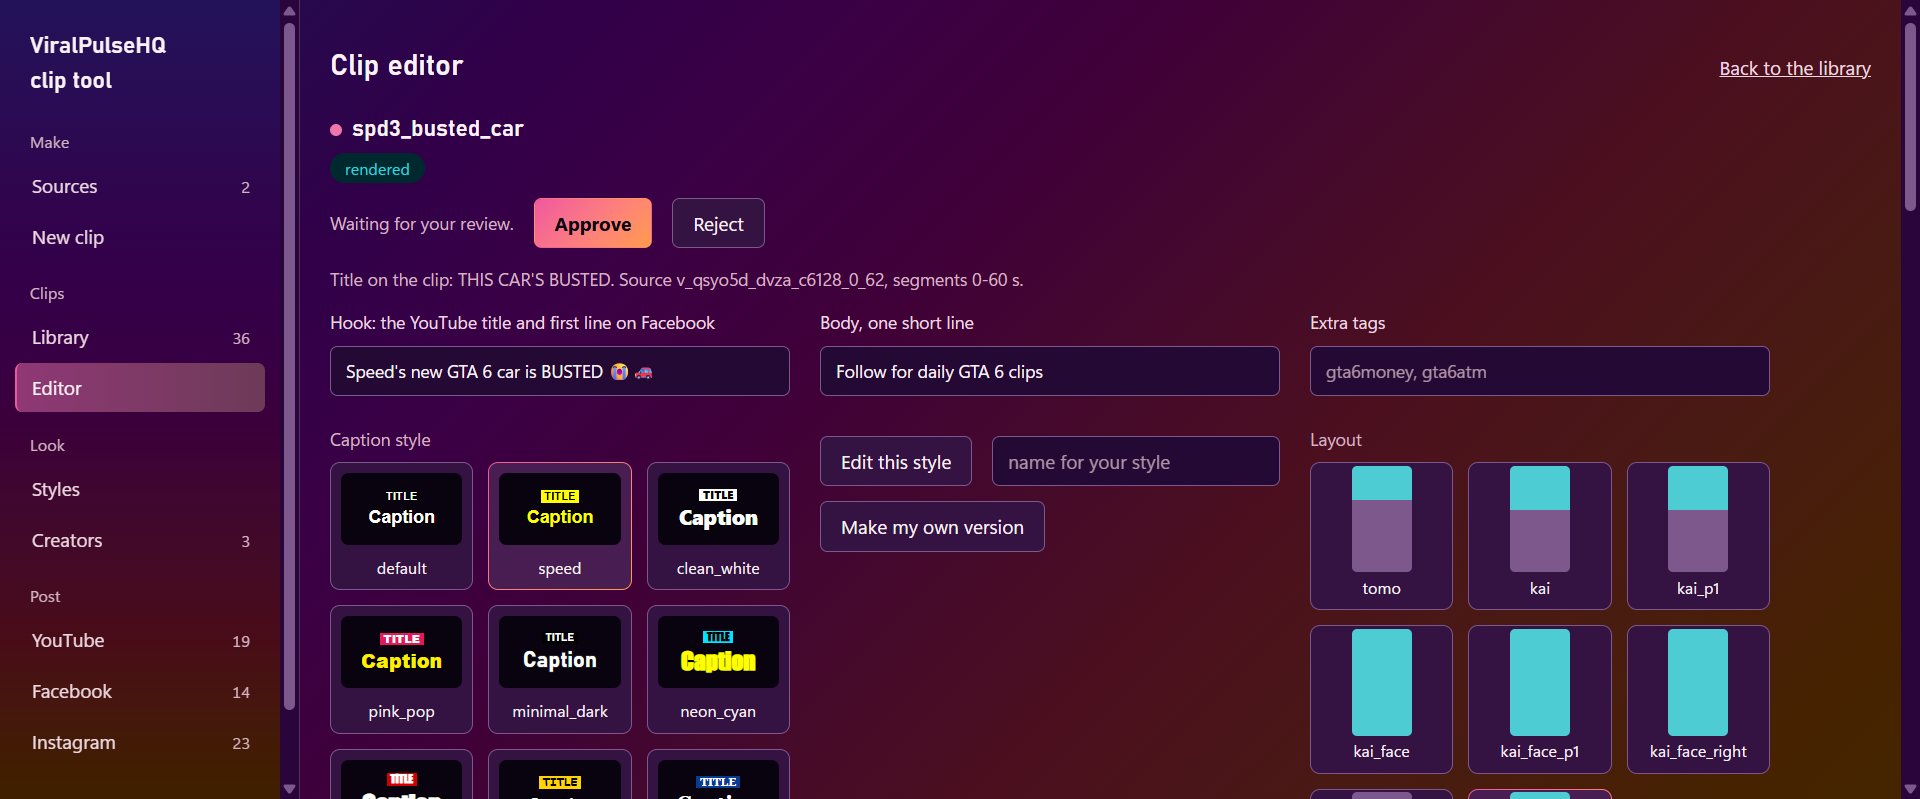 ViralPulseHQ
clip tool
Make
Sources 2
New clip
Clips
Library 36
Editor
Look
Styles
Creators 3
Post
YouTube 19
Facebook 14
Instagram 23
Clip editor
Back to the library
spd3_busted_car
rendered
Waiting for your review. Approve Reject
Title on the clip: THIS CAR'S BUSTED. Source v_qsyo5d_dvza_c6128_0_62, segments 0-60 s.
Hook: the YouTube title and first line on Facebook
Speed's new GTA 6 car is BUSTED 😭 🚗
Body, one short line
Follow for daily GTA 6 clips
Extra tags
gta6money, gta6atm
Caption style
TITLE
Caption
default
TITLE
Caption
speed
TITLE
Caption
clean_white
TITLE
Caption
pink_pop
TITLE
Caption
minimal_dark
TITLE
Caption
neon_cyan
TITLE
TITLE
TITLE
Edit this style
name for your style
Make my own version
Layout
tomo
kai
kai_p1
kai_face
kai_face_p1
kai_face_right